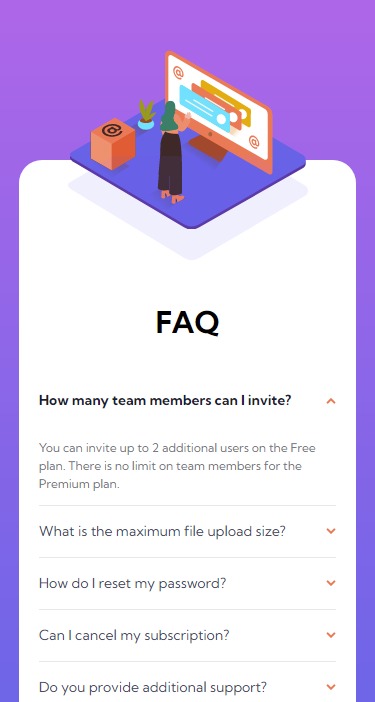 FAQ
How many team members can I invite?
You can invite up to 2 additional users on the Free
plan. There is no limit on team members for the
Premium plan.
What is the maximum file upload size?
How do I reset my password?
Can I cancel my subscription?
Do you provide additional support?